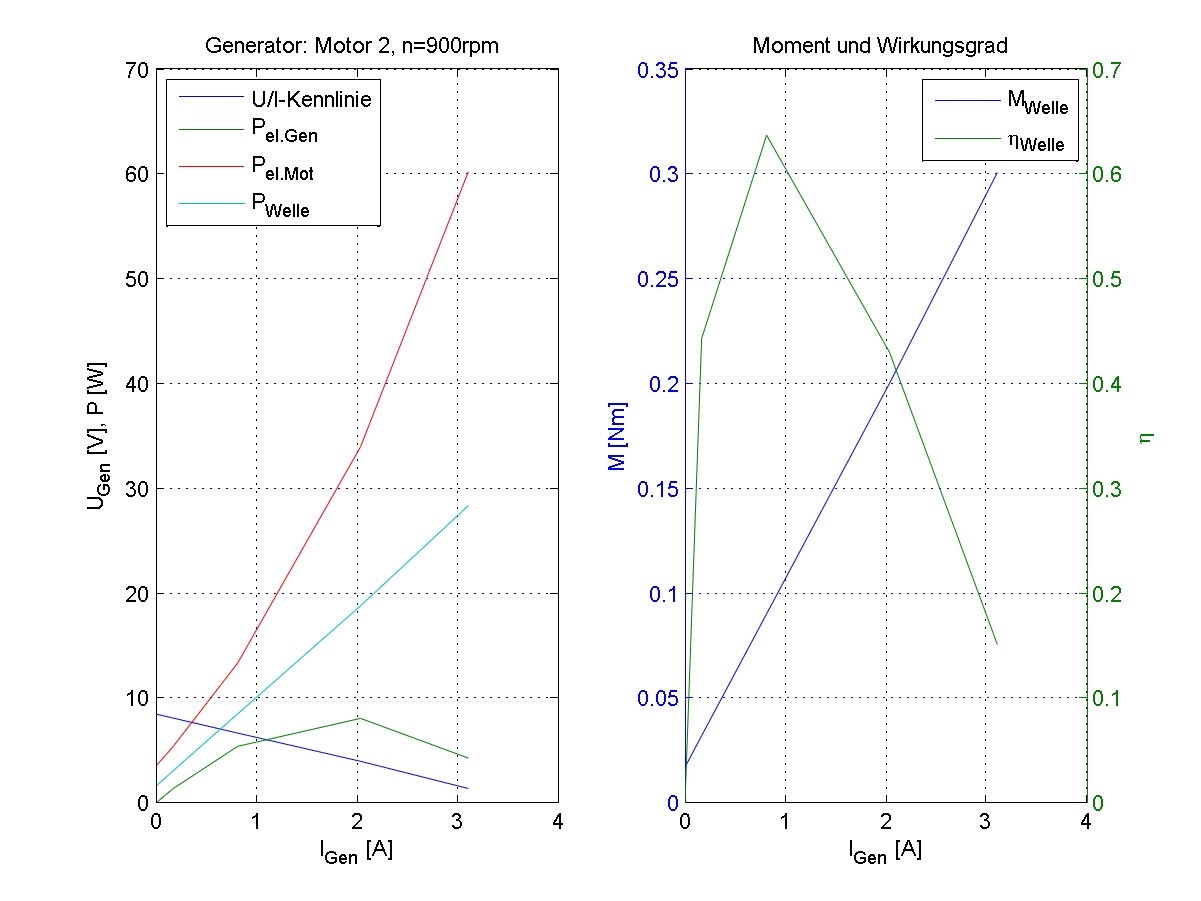 Generator: Motor 2, n=900rpm
70
60
50
40
30
20
10
0
U_Gen [V], P [W]
U/I-Kennlinie
P_el.Gen
P_el.Mot
P_Welle
0 1 2 3 4
I_Gen [A]
Moment und Wirkungsgrad
0.35
0.3
0.25
0.2
0.15
0.1
0.05
0
M [Nm]
M_Welle
η_Welle
0.7
0.6
0.5
0.4
0.3
0.2
0.1
0
η
0 1 2 3 4
I_Gen [A]